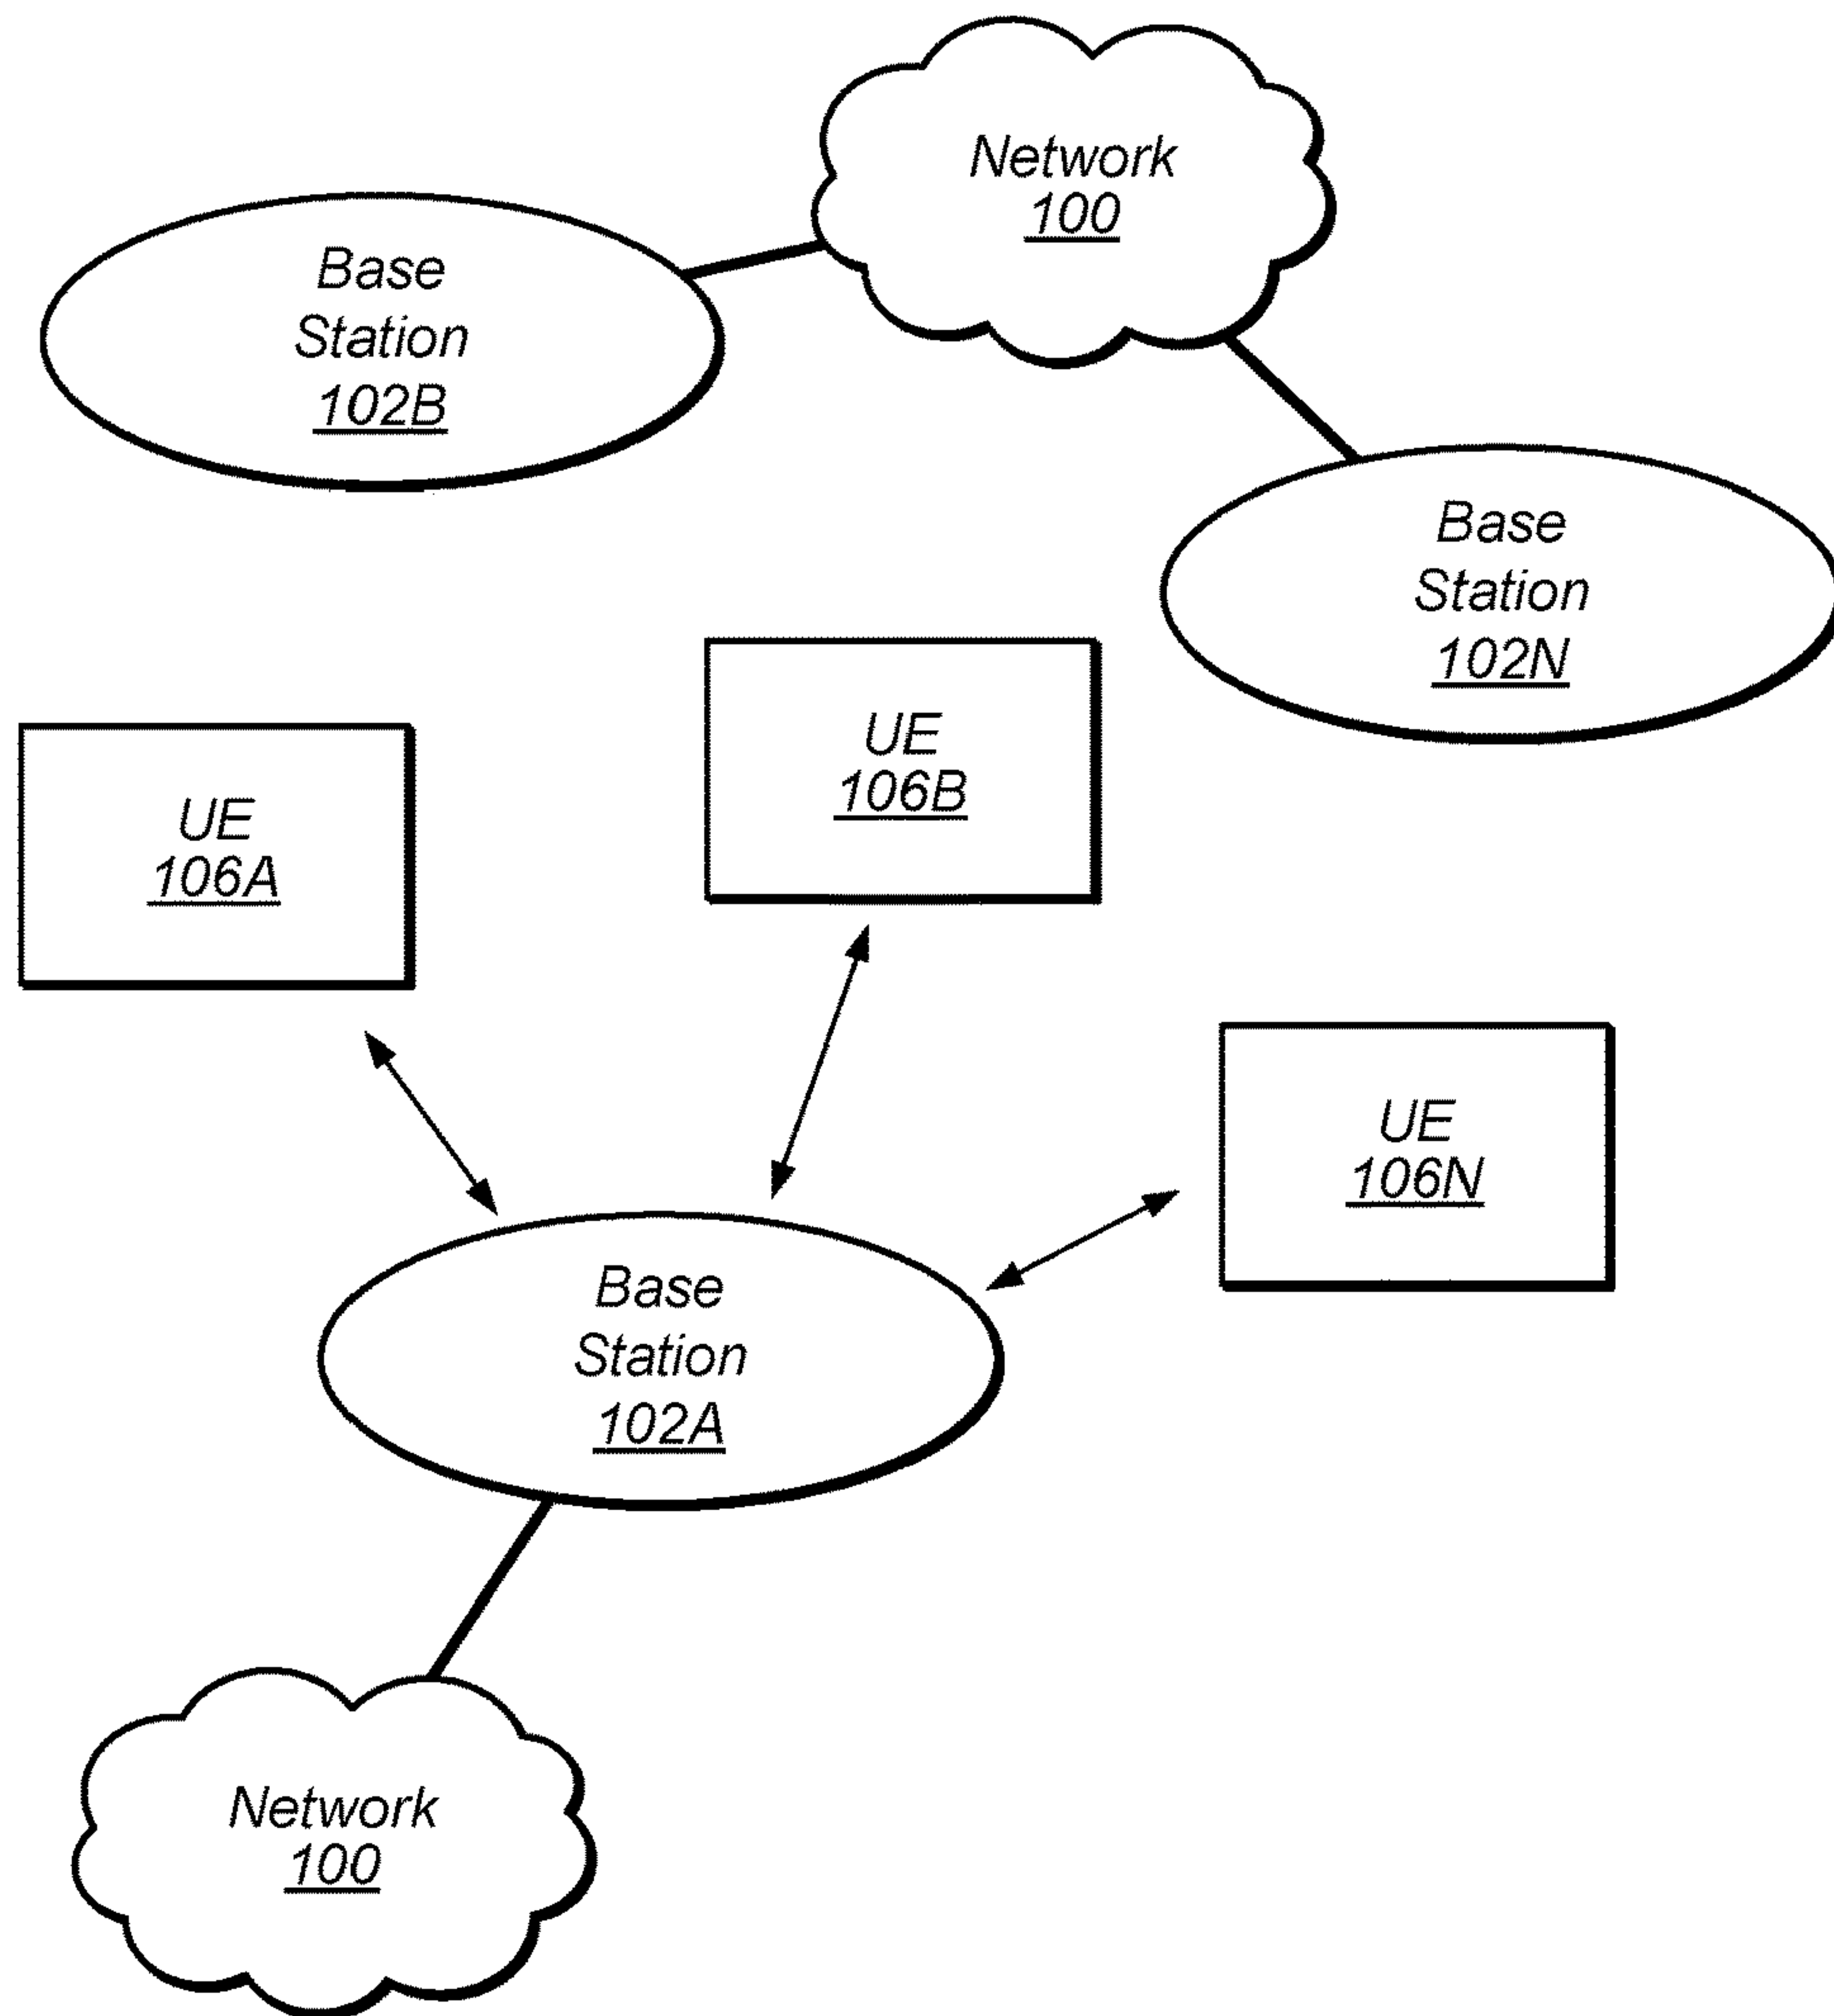 Network
100
Base
Station
102B
Base
Station
102N
UE
106B
UE
106A
UE
106N
Base
Station
102A
Network
100